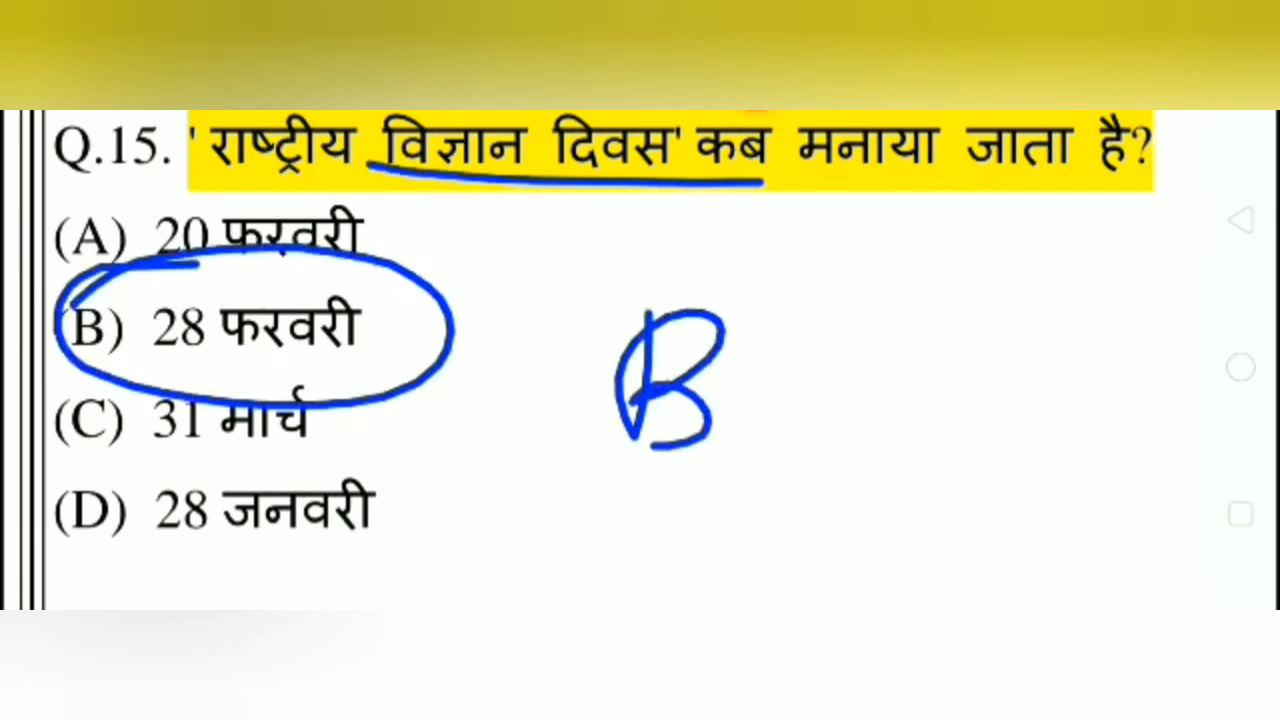 Q.15. ' राष्ट्रीय विज्ञान दिवस' कब मनाया जाता है?
(A) 20 फरवरी
(B) 28 फरवरी
B
(C) 31 मार्च
(D) 28 जनवरी